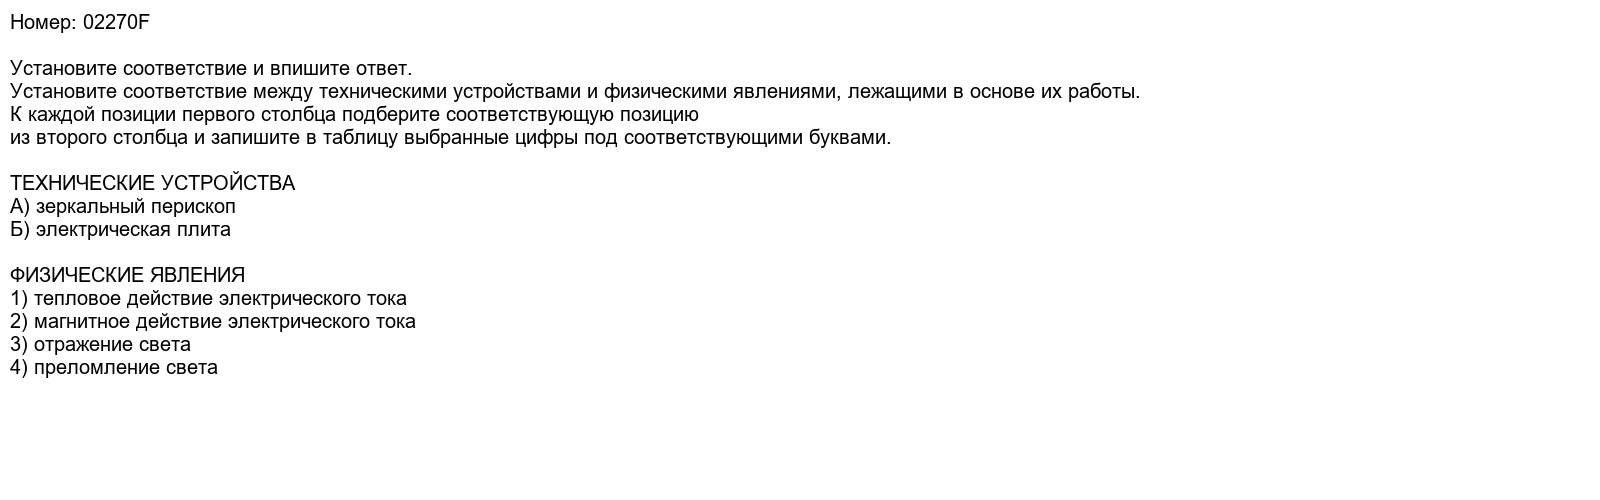 Номер: 02270F
Установите соответствие и впишите ответ.
Установите соответствие между техническими устройствами и физическими явлениями, лежащими в основе их работы.
К каждой позиции первого столбца подберите соответствующую позицию
из второго столбца и запишите в таблицу выбранные цифры под соответствующими буквами.
ТЕХНИЧЕСКИЕ УСТРОЙСТВА
А) зеркальный перископ
Б) электрическая плита
ФИЗИЧЕСКИЕ ЯВЛЕНИЯ
1) тепловое действие электрического тока
2) магнитное действие электрического тока
3) отражение света
4) преломление света